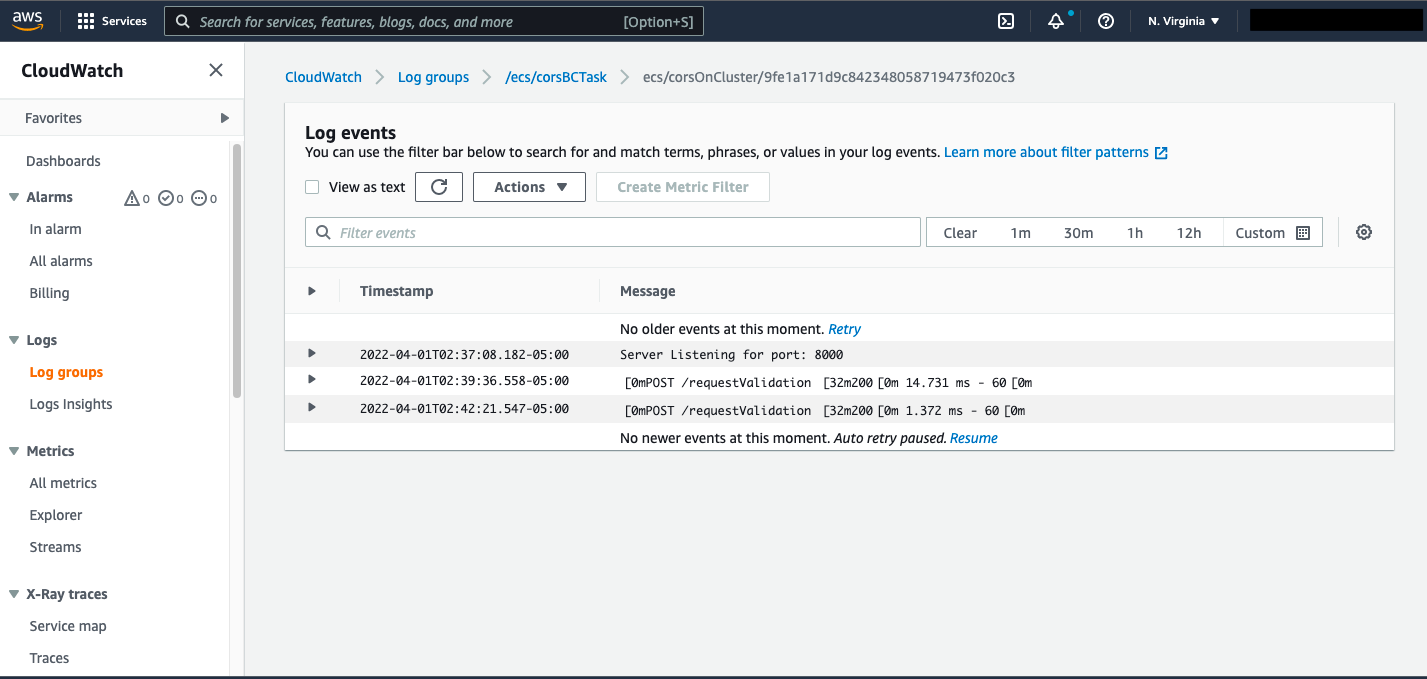 aws
Services
Search for services, features, blogs, docs, and more [Option+S]
N. Virginia
CloudWatch
Favorites
Dashboards
Alarms 0 0 0
In alarm
All alarms
Billing
Logs
Log groups
Logs Insights
Metrics
All metrics
Explorer
Streams
X-Ray traces
Service map
Traces
CloudWatch Log groups /ecs/corsBCTask ecs/corsOnCluster/9fe1a171d9c842348058719473f020c3
Log events
You can use the filter bar below to search for and match terms, phrases, or values in your log events. Learn more about filter patterns
View as text Actions Create Metric Filter
Filter events Clear 1m 30m 1h 12h Custom
Timestamp Message
No older events at this moment. Retry
2022-04-01T02:37:08.182-05:00 Server Listening for port: 8000
2022-04-01T02:39:36.558-05:00 [0mPOST /requestValidation [32m200 [0m 14.731 ms - 60 [0m
2022-04-01T02:42:21.547-05:00 [0mPOST /requestValidation [32m200 [0m 1.372 ms - 60 [0m
No newer events at this moment. Auto retry paused. Resume